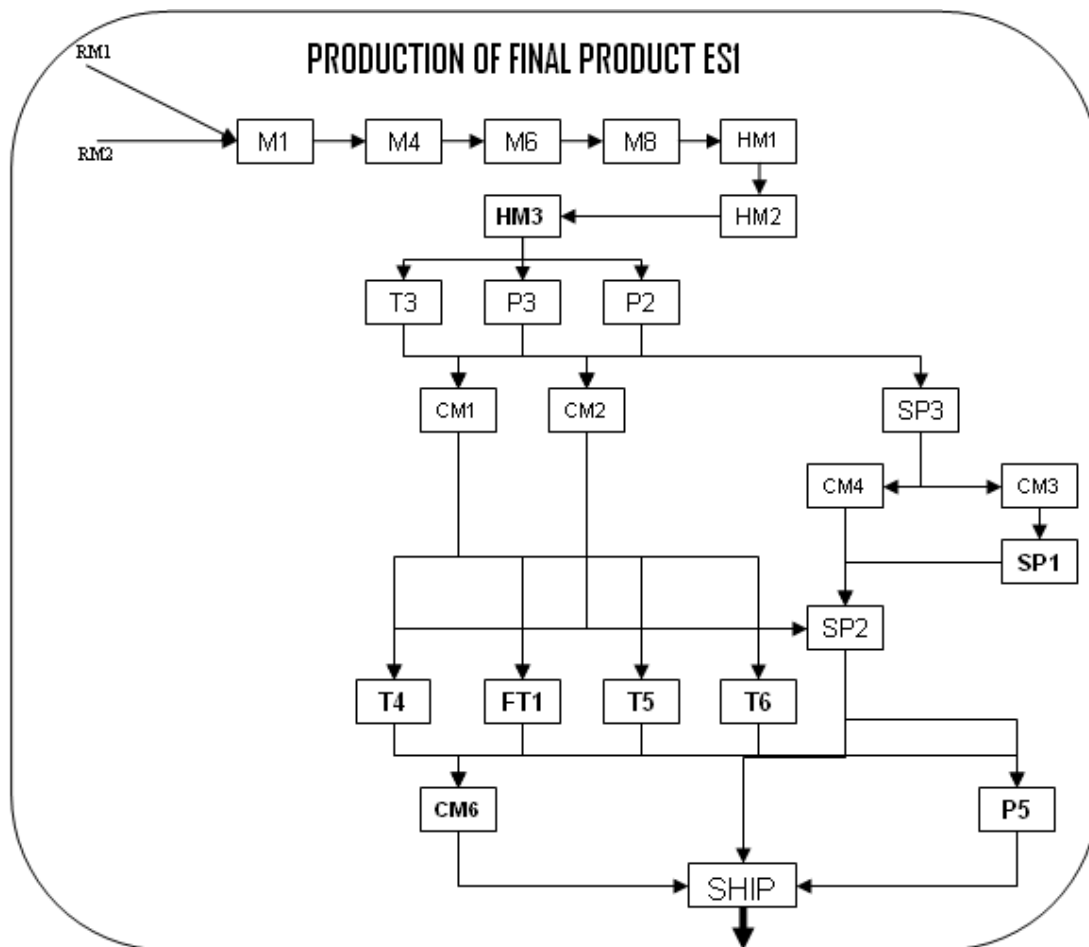 RM1
PRODUCTION OF FINAL PRODUCT ES1
RM2
M1 M4 M6 M8 HM1
HM3 HM2
T3 P3 P2
CM1 CM2 SP3
CM4 CM3
SP1
SP2
T4 FT1 T5 T6
CM6 P5
SHIP